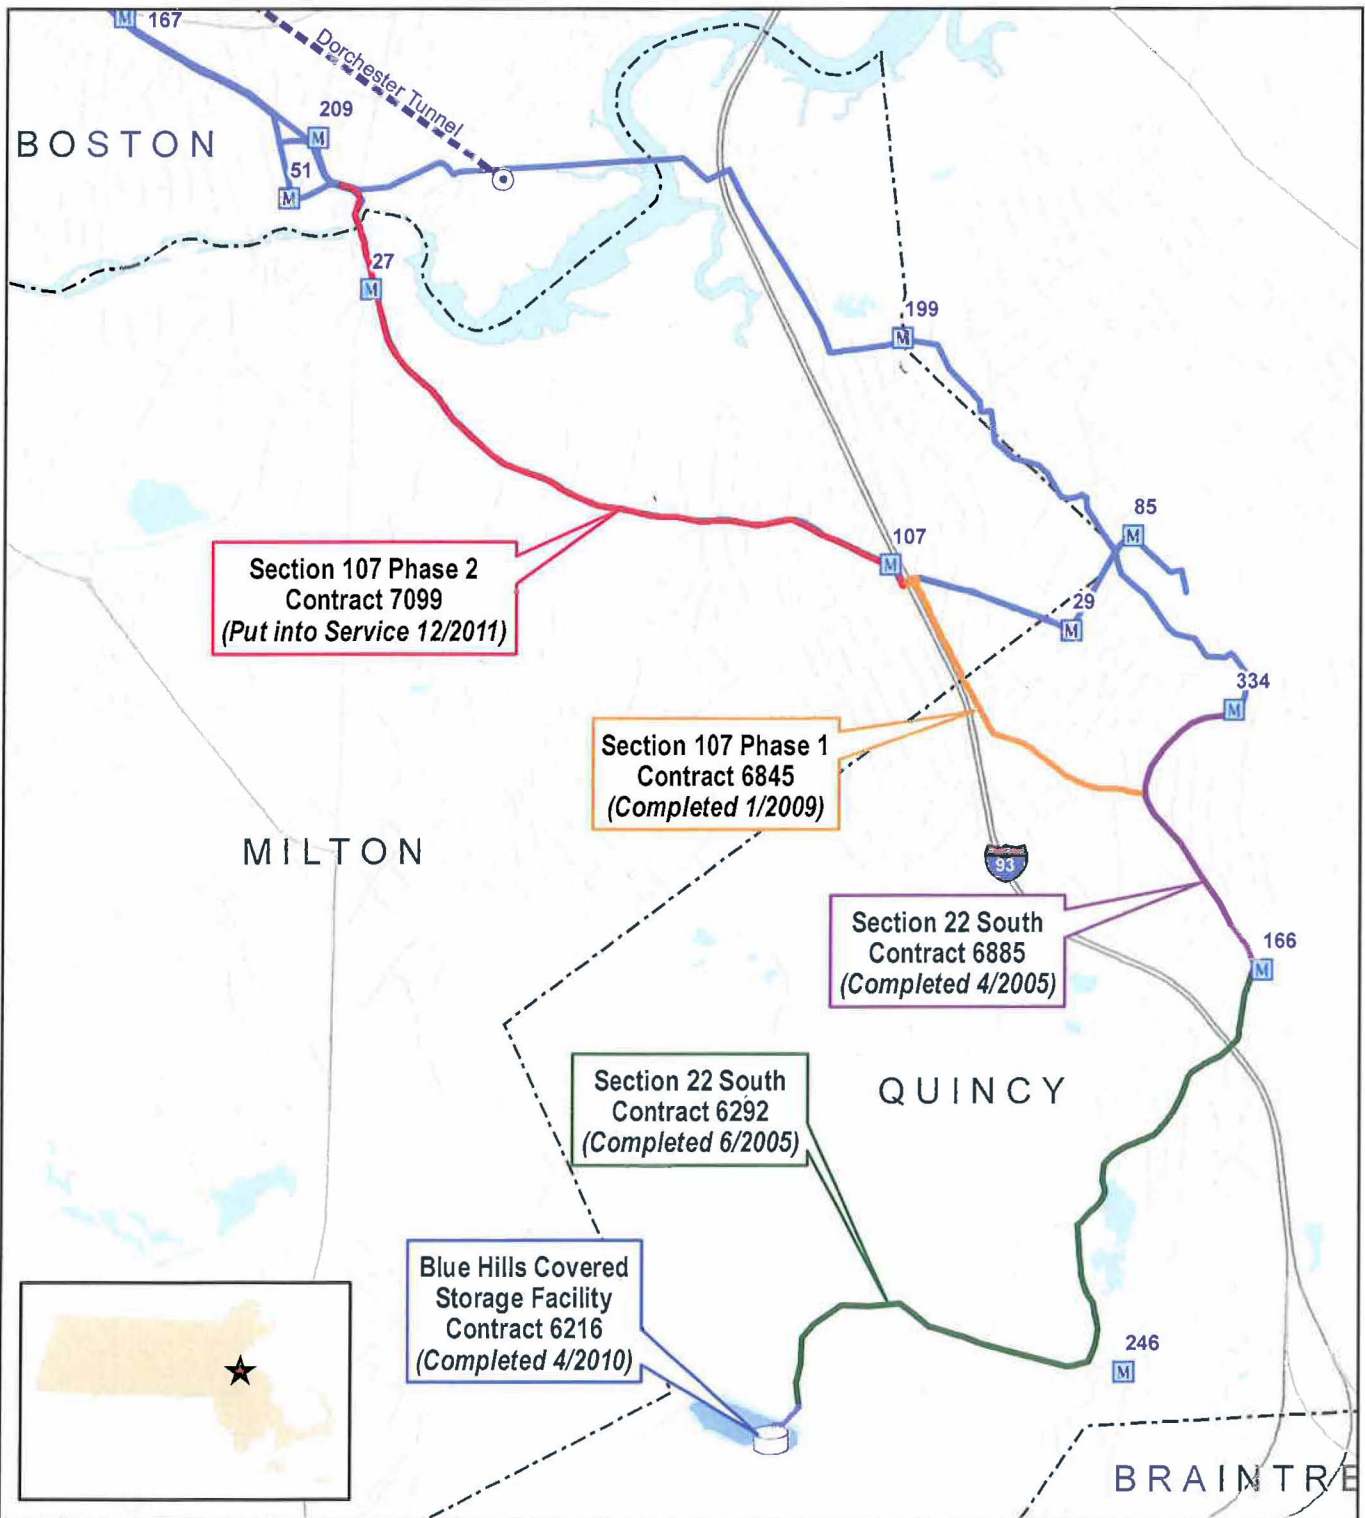 167
Dorchester Tunnel
209
BOSTON
51
M
M
M
27
M
199
M
107
M
85
M
29
M
Section 107 Phase 2
Contract 7099
(Put into Service 12/2011)
334
M
Section 107 Phase 1
Contract 6845
(Completed 1/2009)
MILTON
93
Section 22 South
Contract 6885
(Completed 4/2005)
166
M
Section 22 South
Contract 6292
(Completed 6/2005)
QUINCY
Blue Hills Covered
Storage Facility
Contract 6216
(Completed 4/2010)
246
M
BRAINTRE